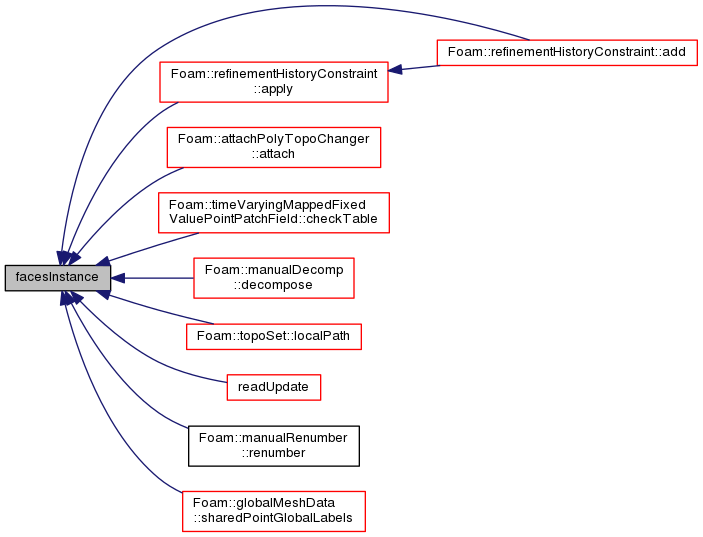 Foam::refinementHistoryConstraint::add
Foam::refinementHistoryConstraint
::apply
Foam::attachPolyTopoChanger
::attach
Foam::timeVaryingMappedFixed
ValuePointPatchField::checkTable
facesInstance
Foam::manualDecomp
::decompose
Foam::topoSet::localPath
readUpdate
Foam::manualRenumber
::renumber
Foam::globalMeshData
::sharedPointGlobalLabels